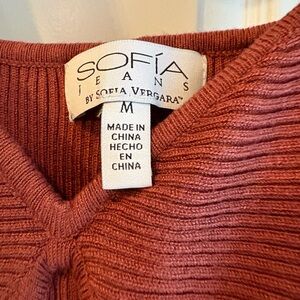 SOFÍA
JEANS
BY SOFIA VERGARA™
M
MADE IN
CHINA
HECHO
EN
CHINA